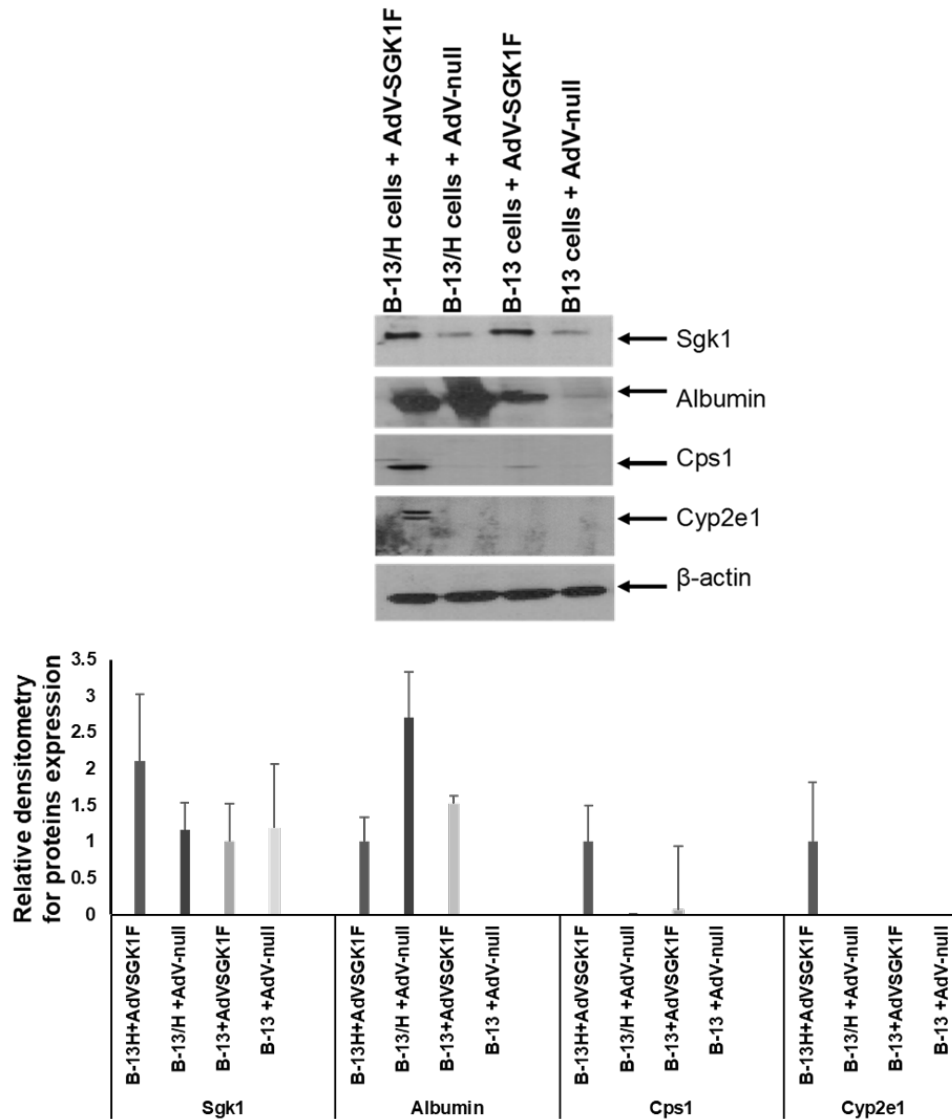 B-13/H cells + AdV-SGK1F
B-13/H cells + AdV-null
B-13 cells + AdV-SGK1F
B13 cells + AdV-null
Sgk1
Albumin
Cps1
Cyp2e1
β-actin
Relative densitometry
for proteins expression
3.5
3
2.5
2
1.5
1
0.5
0
B-13H+AdVSGK1F
B-13/H +AdV-null
B-13+AdVSGK1F
B-13 +AdV-null
B-13H+AdVSGK1F
B-13/H +AdV-null
B-13+AdVSGK1F
B-13 +AdV-null
B-13H+AdVSGK1F
B-13/H +AdV-null
B-13+AdVSGK1F
B-13 +AdV-null
B-13H+AdVSGK1F
B-13/H +AdV-null
B-13+AdVSGK1F
B-13 +AdV-null
Sgk1
Albumin
Cps1
Cyp2e1